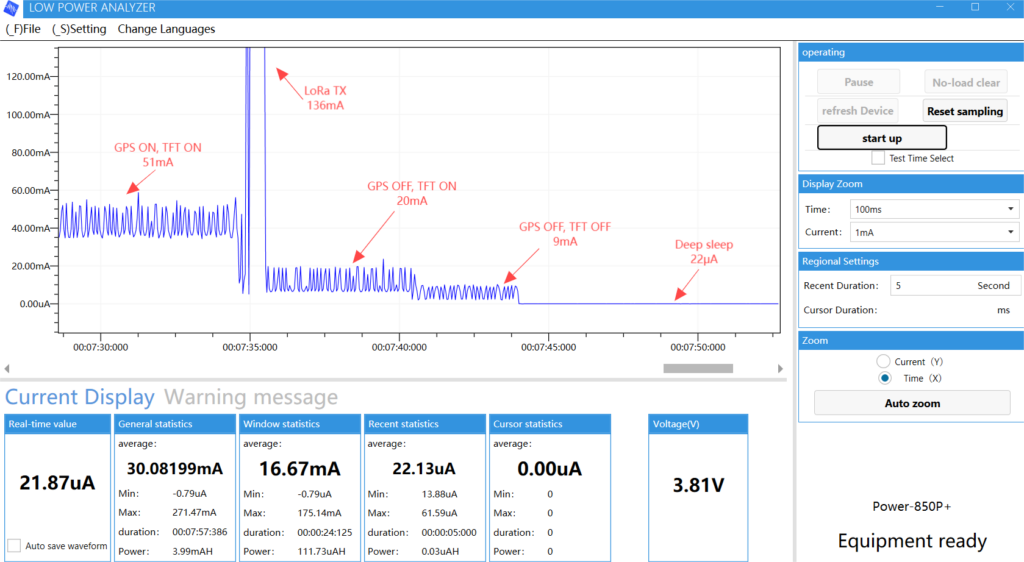 LOW POWER ANALYZER
(_F)File (_S)Setting Change Languages
120.00mA
100.00mA
80.00mA
60.00mA
40.00mA
20.00mA
0.00uA
LoRa TX
136mA
GPS ON, TFT ON
51mA
GPS OFF, TFT ON
20mA
GPS OFF, TFT OFF
9mA
Deep sleep
22μA
00:07:30:000 00:07:35:000 00:07:40:000 00:07:45:000 00:07:50:000
operating
Pause No-load clear
refresh Device Reset sampling
start up
Test Time Select
Display Zoom
Time: 100ms
Current: 1mA
Regional Settings
Recent Duration: 5 Second
Cursor Duration: ms
Zoom
Current (Y)
Time (X)
Auto zoom
Current Display Warning message
Real-time value
21.87uA
Auto save waveform
General statistics
average:
30.08199mA
Min: -0.79uA
Max: 271.47mA
duration: 00:07:57:386
Power: 3.99mAH
Window statistics
average:
16.67mA
Min: -0.79uA
Max: 175.14mA
duration: 00:00:24:125
Power: 111.73uAH
Recent statistics
average:
22.13uA
Min: 13.88uA
Max: 61.59uA
duration: 00:00:05:000
Power: 0.03uAH
Cursor statistics
average:
0.00uA
Min: 0
Max: 0
duration: 0
Power: 0
Voltage(V)
3.81V
Power-850P+
Equipment ready